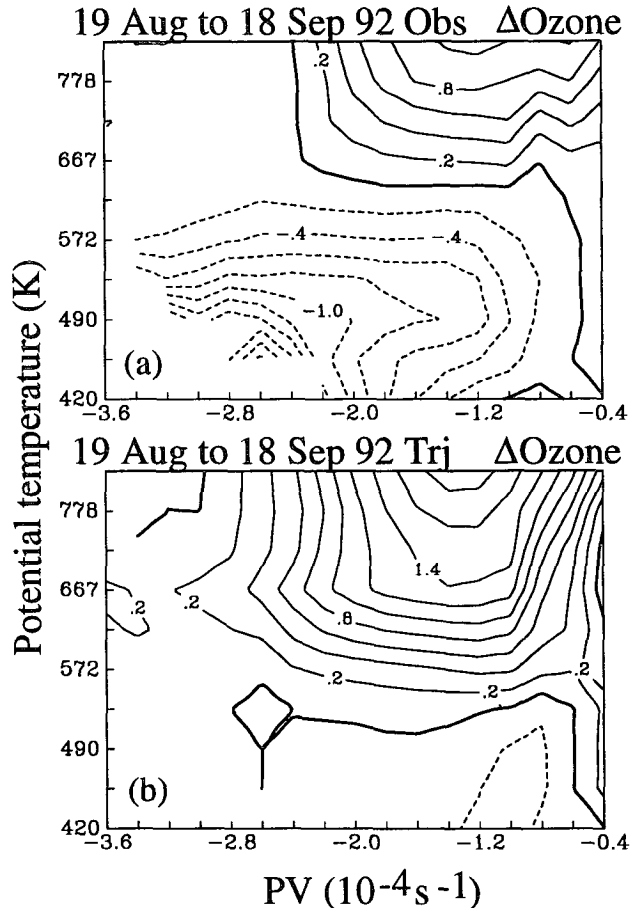 19 Aug to 18 Sep 92 Obs ΔOzone
778
667
572
490
420
.2
.8
.2
-.4
-.4
-1.0
(a)
-3.6 -2.8 -2.0 -1.2 -0.4
Potential temperature (K)
19 Aug to 18 Sep 92 Trj ΔOzone
778
667
572
490
420
1.4
.2
.2
.8
.2
.2
.2
(b)
-3.6 -2.8 -2.0 -1.2 -0.4
PV (10-4s-1)